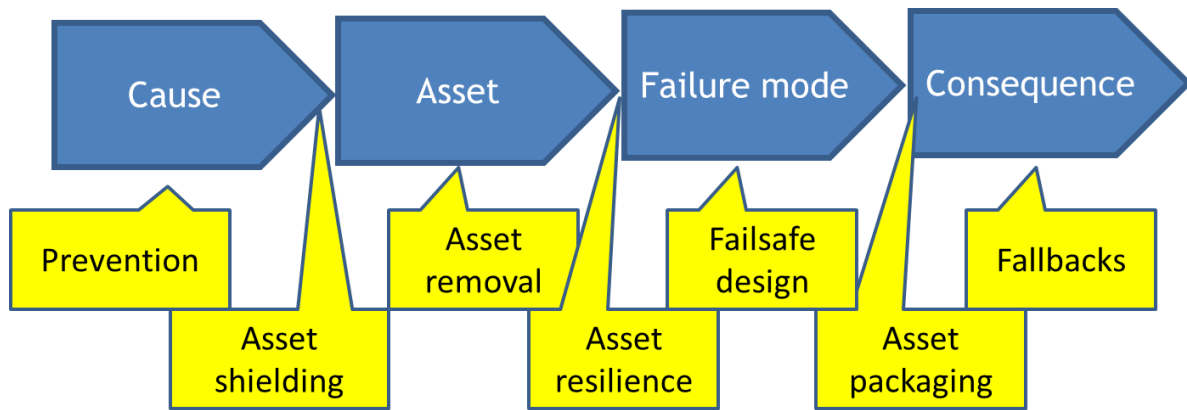 Cause
Asset
Failure mode
Consequence
Prevention
Asset
removal
Failsafe
design
Fallbacks
Asset
shielding
Asset
resilience
Asset
packaging